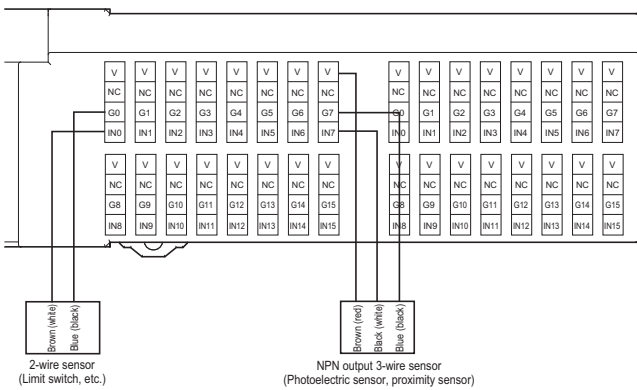 V V V V V V V V V V V V V V V V
NC NC NC NC NC NC NC NC NC NC NC NC NC NC NC NC
G0 G1 G2 G3 G4 G5 G6 G7 G0 G1 G2 G3 G4 G5 G6 G7
IN0 IN1 IN2 IN3 IN4 IN5 IN6 IN7 IN0 IN1 IN2 IN3 IN4 IN5 IN6 IN7
V V V V V V V V V V V V V V V V
NC NC NC NC NC NC NC NC NC NC NC NC NC NC NC NC
G8 G9 G10 G11 G12 G13 G14 G15 G8 G9 G10 G11 G12 G13 G14 G15
IN8 IN9 IN10 IN11 IN12 IN13 IN14 IN15 IN8 IN9 IN10 IN11 IN12 IN13 IN14 IN15
Brown (white)
Blue (black)
2-wire sensor
(Limit switch, etc.)
Brown (red)
Black (white)
Blue (black)
NPN output 3-wire sensor
(Photoelectric sensor, proximity sensor)